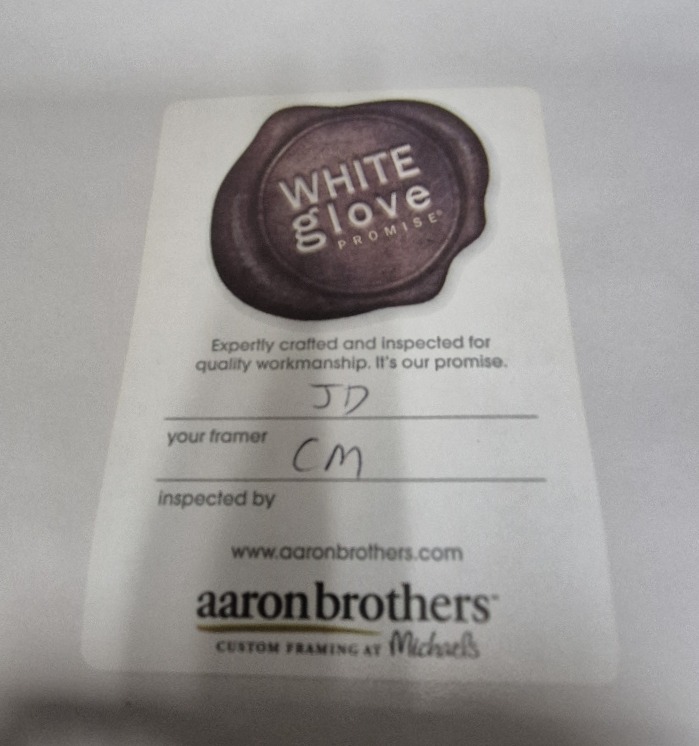 WHITE
glove
PROMISE®
Expertly crafted and inspected for
quality workmanship. It's our promise.
JD
your framer
CM
inspected by
www.aaronbrothers.com
aaronbrothers™
CUSTOM FRAMING AT Michaels